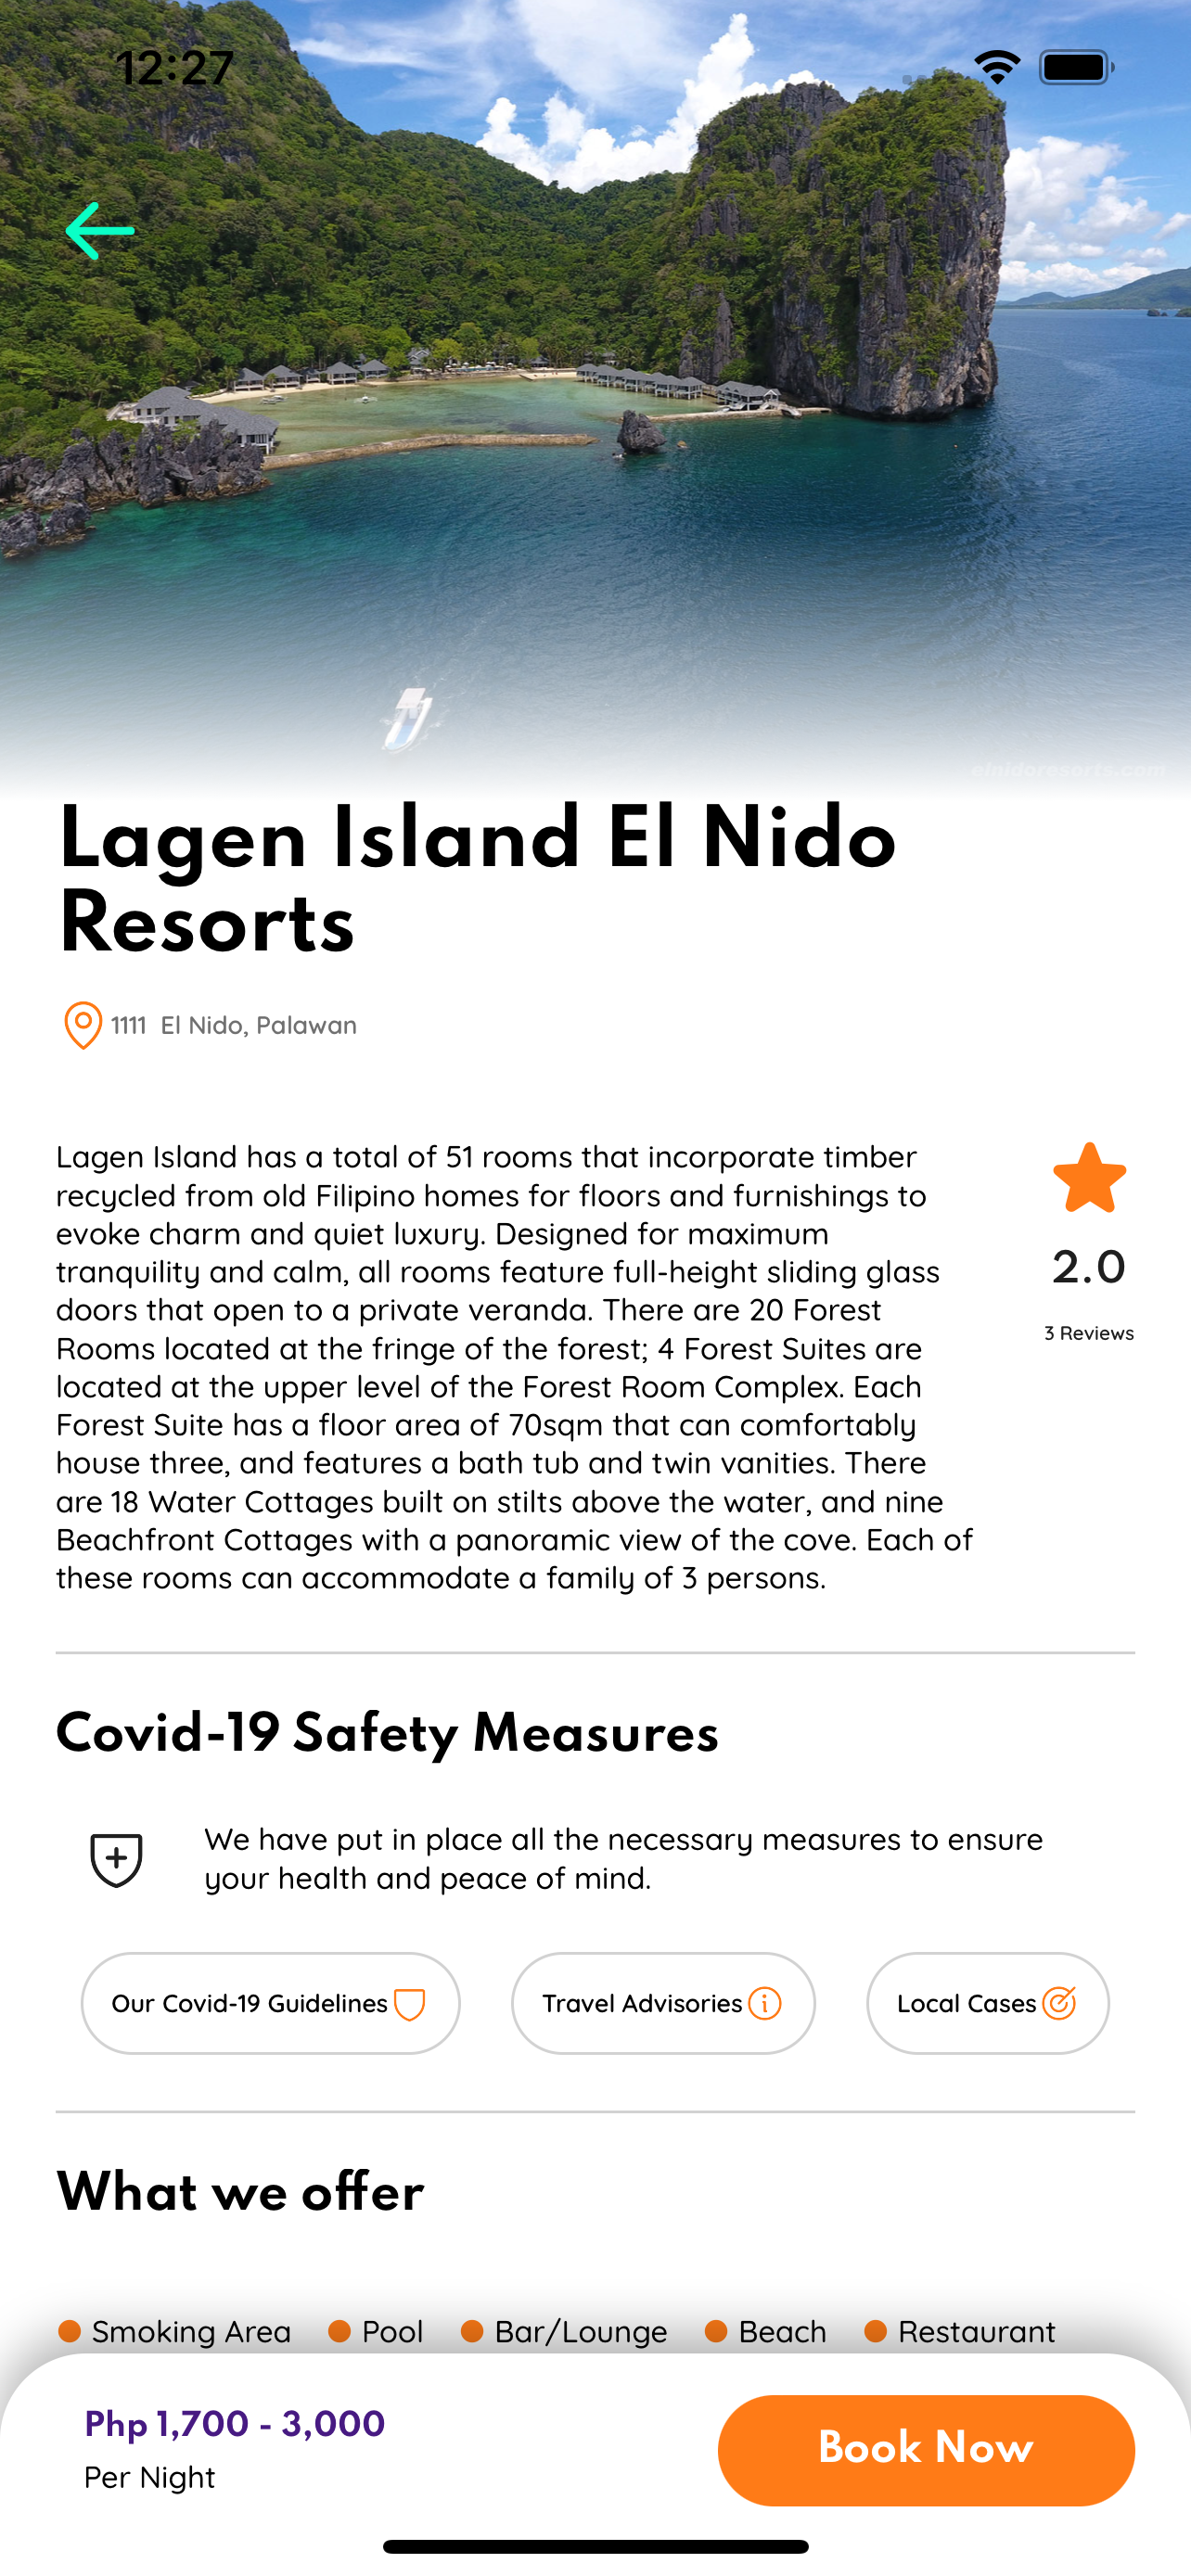 12:27
elnidoresorts.com
Lagen Island El Nido
Resorts
1111 El Nido, Palawan
Lagen Island has a total of 51 rooms that incorporate timber
recycled from old Filipino homes for floors and furnishings to
evoke charm and quiet luxury. Designed for maximum
tranquility and calm, all rooms feature full-height sliding glass
doors that open to a private veranda. There are 20 Forest
Rooms located at the fringe of the forest; 4 Forest Suites are
located at the upper level of the Forest Room Complex. Each
Forest Suite has a floor area of 70sqm that can comfortably
house three, and features a bath tub and twin vanities. There
are 18 Water Cottages built on stilts above the water, and nine
Beachfront Cottages with a panoramic view of the cove. Each of
these rooms can accommodate a family of 3 persons.
2.0
3 Reviews
Covid-19 Safety Measures
We have put in place all the necessary measures to ensure
your health and peace of mind.
Our Covid-19 Guidelines
Travel Advisories
Local Cases
What we offer
Smoking Area Pool Bar/Lounge Beach Restaurant
Php 1,700 - 3,000
Per Night
Book Now